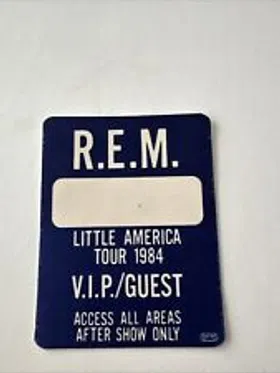 R.E.M.
LITTLE AMERICA
TOUR 1984
V.I.P./GUEST
ACCESS ALL AREAS
AFTER SHOW ONLY